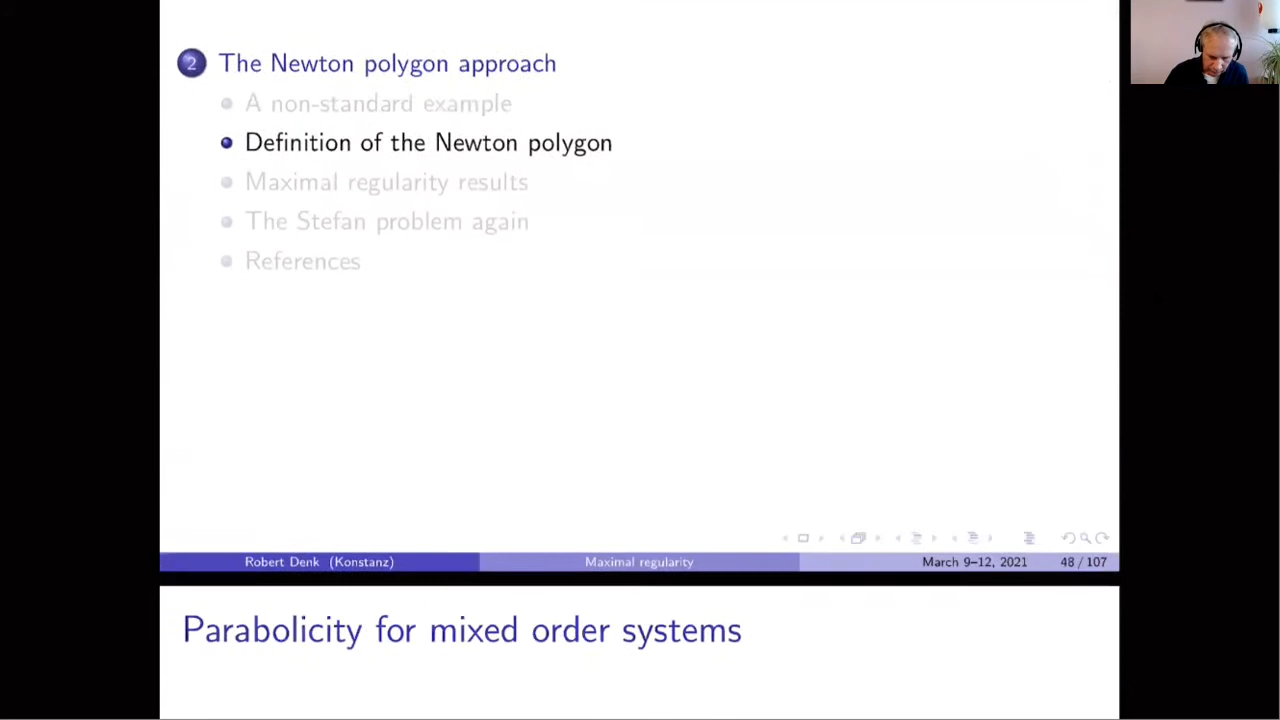 2 The Newton polygon approach
A non-standard example
Definition of the Newton polygon
Maximal regularity results
The Stefan problem again
References
Robert Denk (Konstanz) Maximal regularity March 9–12, 2021 48 / 107
Parabolicity for mixed order systems